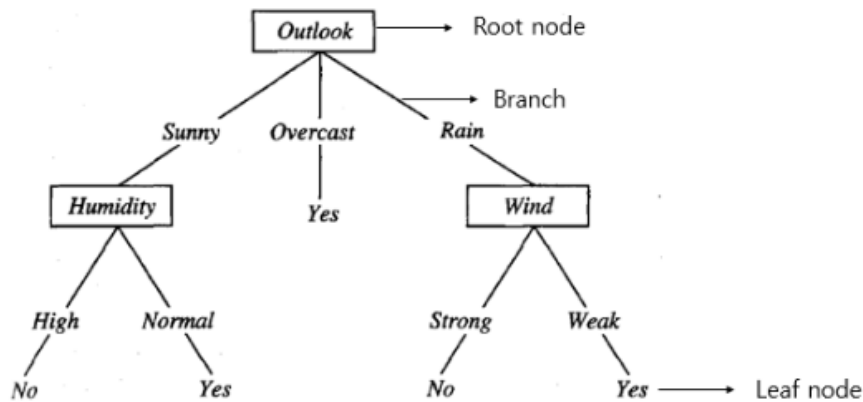 Outlook
Root node
Branch
Sunny
Overcast
Rain
Humidity
Yes
Wind
High
Normal
Strong
Weak
No
Yes
No
Yes
Leaf node